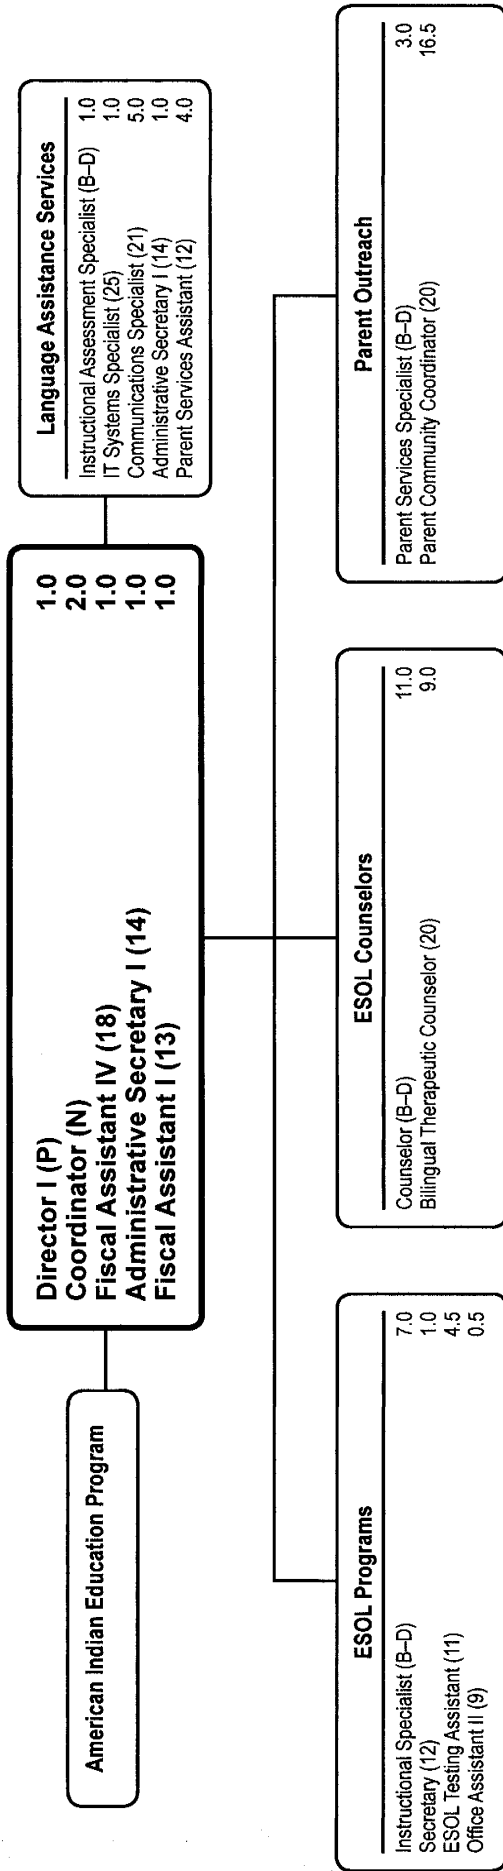 American Indian Education Program
Director I (P) 1.0
Coordinator (N) 2.0
Fiscal Assistant IV (18) 1.0
Administrative Secretary I (14) 1.0
Fiscal Assistant I (13) 1.0
Language Assistance Services
Instructional Assessment Specialist (B–D) 1.0
IT Systems Specialist (25) 1.0
Communications Specialist (21) 5.0
Administrative Secretary I (14) 1.0
Parent Services Assistant (12) 4.0
ESOL Programs
Instructional Specialist (B–D) 7.0
Secretary (12) 1.0
ESOL Testing Assistant (11) 4.5
Office Assistant II (9) 0.5
ESOL Counselors
Counselor (B–D) 11.0
Bilingual Therapeutic Counselor (20) 9.0
Parent Outreach
Parent Services Specialist (B–D) 3.0
Parent Community Coordinator (20) 16.5